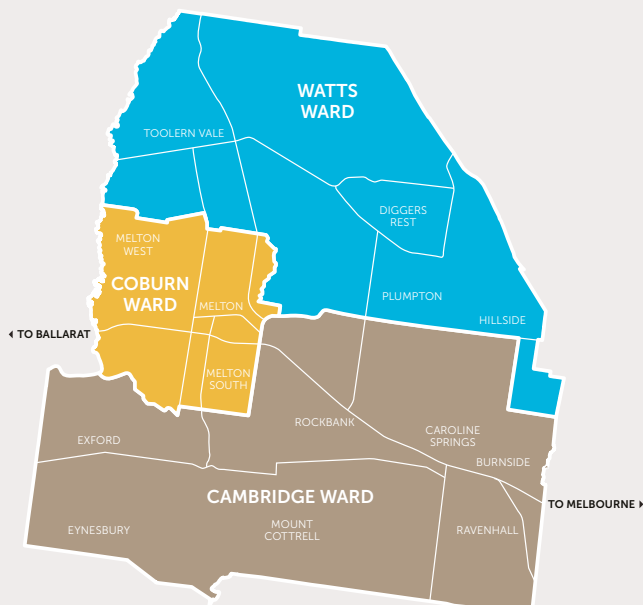 WATTS
WARD
TOOLERN VALE
DIGGERS
REST
MELTON
WEST
COBURN
WARD
PLUMPTON
MELTON
HILLSIDE
TO BALLARAT
MELTON
SOUTH
ROCKBANK
CAROLINE
SPRINGS
EXFORD
BURNSIDE
CAMBRIDGE WARD
TO MELBOURNE
EYNESBURY
MOUNT
COTTRELL
RAVENHALL